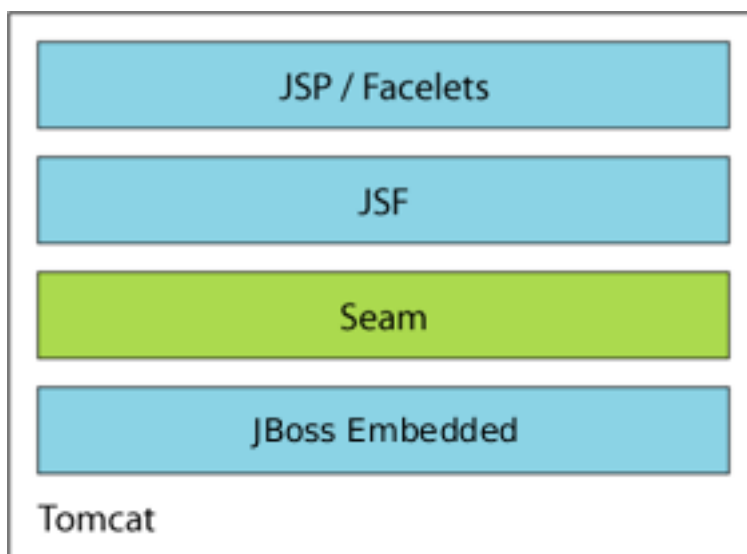 JSP / Facelets
JSF
Seam
JBoss Embedded
Tomcat